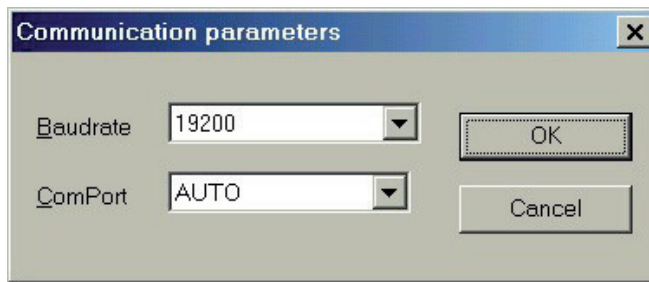 Communication parameters
Baudrate 19200
OK
ComPort AUTO
Cancel